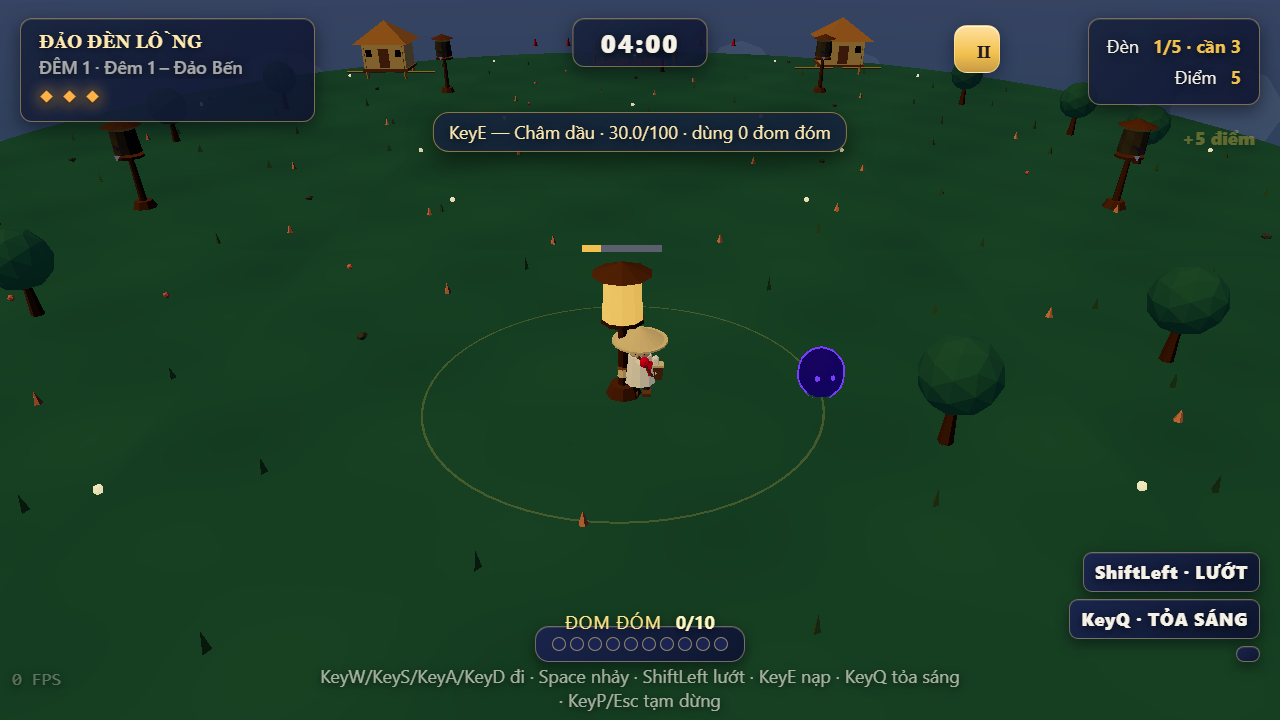 ĐẢO ĐÈN LỒNG
ĐÊM 1 · Đêm 1 – Đảo Bến
04:00
II
Đèn 1/5 · cần 3
Điểm 5
+5 điểm
KeyE — Châm dầu · 30.0/100 · dùng 0 đom đóm
ShiftLeft · LƯỚT
KeyQ · TỎA SÁNG
ĐOM ĐÓM 0/10
0 FPS
KeyW/KeyS/KeyA/KeyD đi · Space nhảy · ShiftLeft lướt · KeyE nạp · KeyQ tỏa sáng
· KeyP/Esc tạm dừng